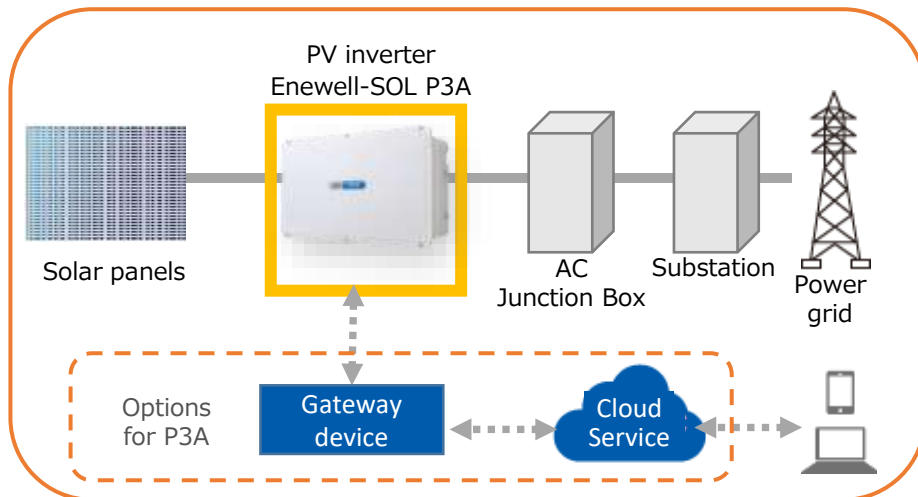 PV inverter
Enewell-SOL P3A
Solar panels
AC
Junction Box
Substation
Power
grid
Options
for P3A
Gateway
device
Cloud
Service